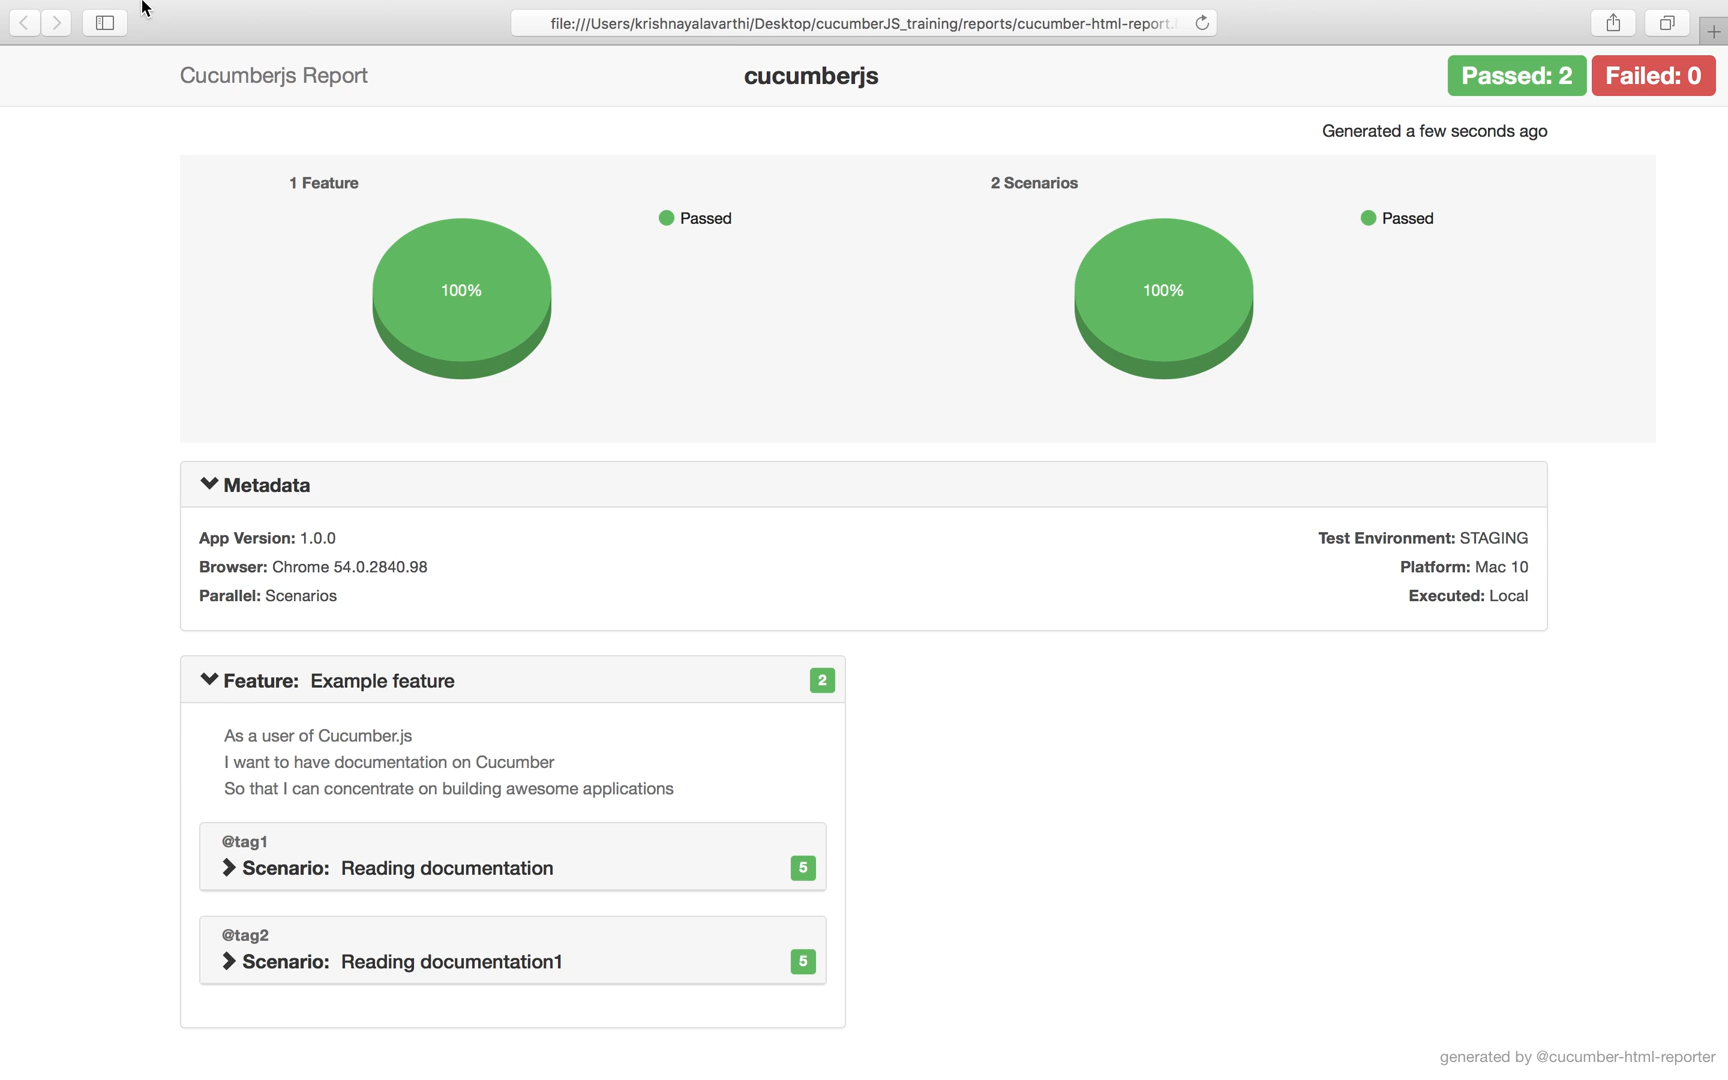 file:///Users/krishnayalavarthi/Desktop/cucumberJS_training/reports/cucumber-html-report.
Cucumberjs Report
cucumberjs
Passed: 2
Failed: 0
Generated a few seconds ago
1 Feature
Passed
100%
2 Scenarios
Passed
100%
Metadata
App Version: 1.0.0
Test Environment: STAGING
Browser: Chrome 54.0.2840.98
Platform: Mac 10
Parallel: Scenarios
Executed: Local
Feature: Example feature
2
As a user of Cucumber.js
I want to have documentation on Cucumber
So that I can concentrate on building awesome applications
@tag1
Scenario: Reading documentation
5
@tag2
Scenario: Reading documentation1
5
generated by @cucumber-html-reporter